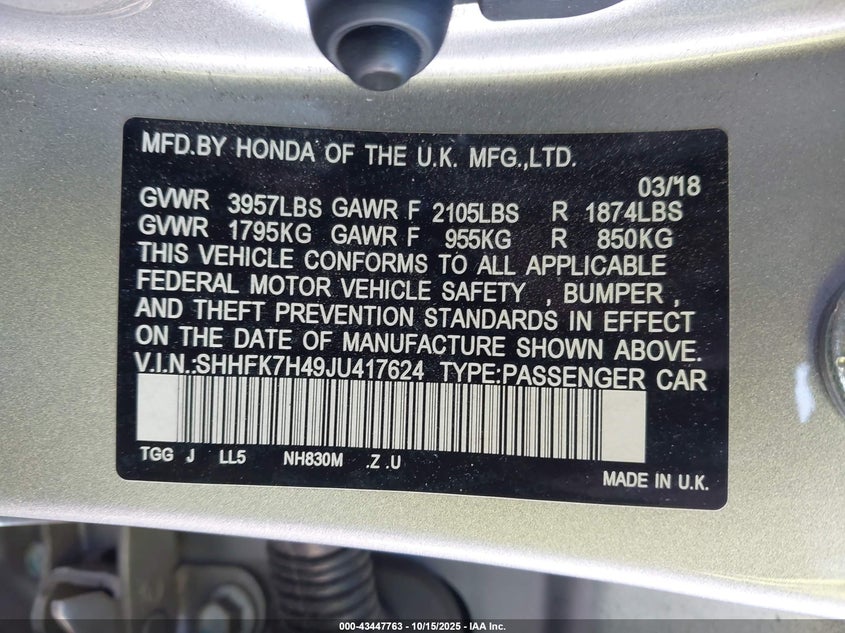 MFD.BY HONDA OF THE U.K. MFG.,LTD.
03/18
GVWR 3957LBS GAWR F 2105LBS R 1874LBS
GVWR 1795KG GAWR F 955KG R 850KG
THIS VEHICLE CONFORMS TO ALL APPLICABLE
FEDERAL MOTOR VEHICLE SAFETY , BUMPER ,
AND THEFT PREVENTION STANDARDS IN EFFECT
ON THE DATE OF MANUFACTURE SHOWN ABOVE.
V.I.N.:SHHFK7H49JU417624 TYPE:PASSENGER CAR
TGG J LL5 NH830M .Z .U
MADE IN U.K.
000-43447763 - 10/15/2025 - IAA Inc.